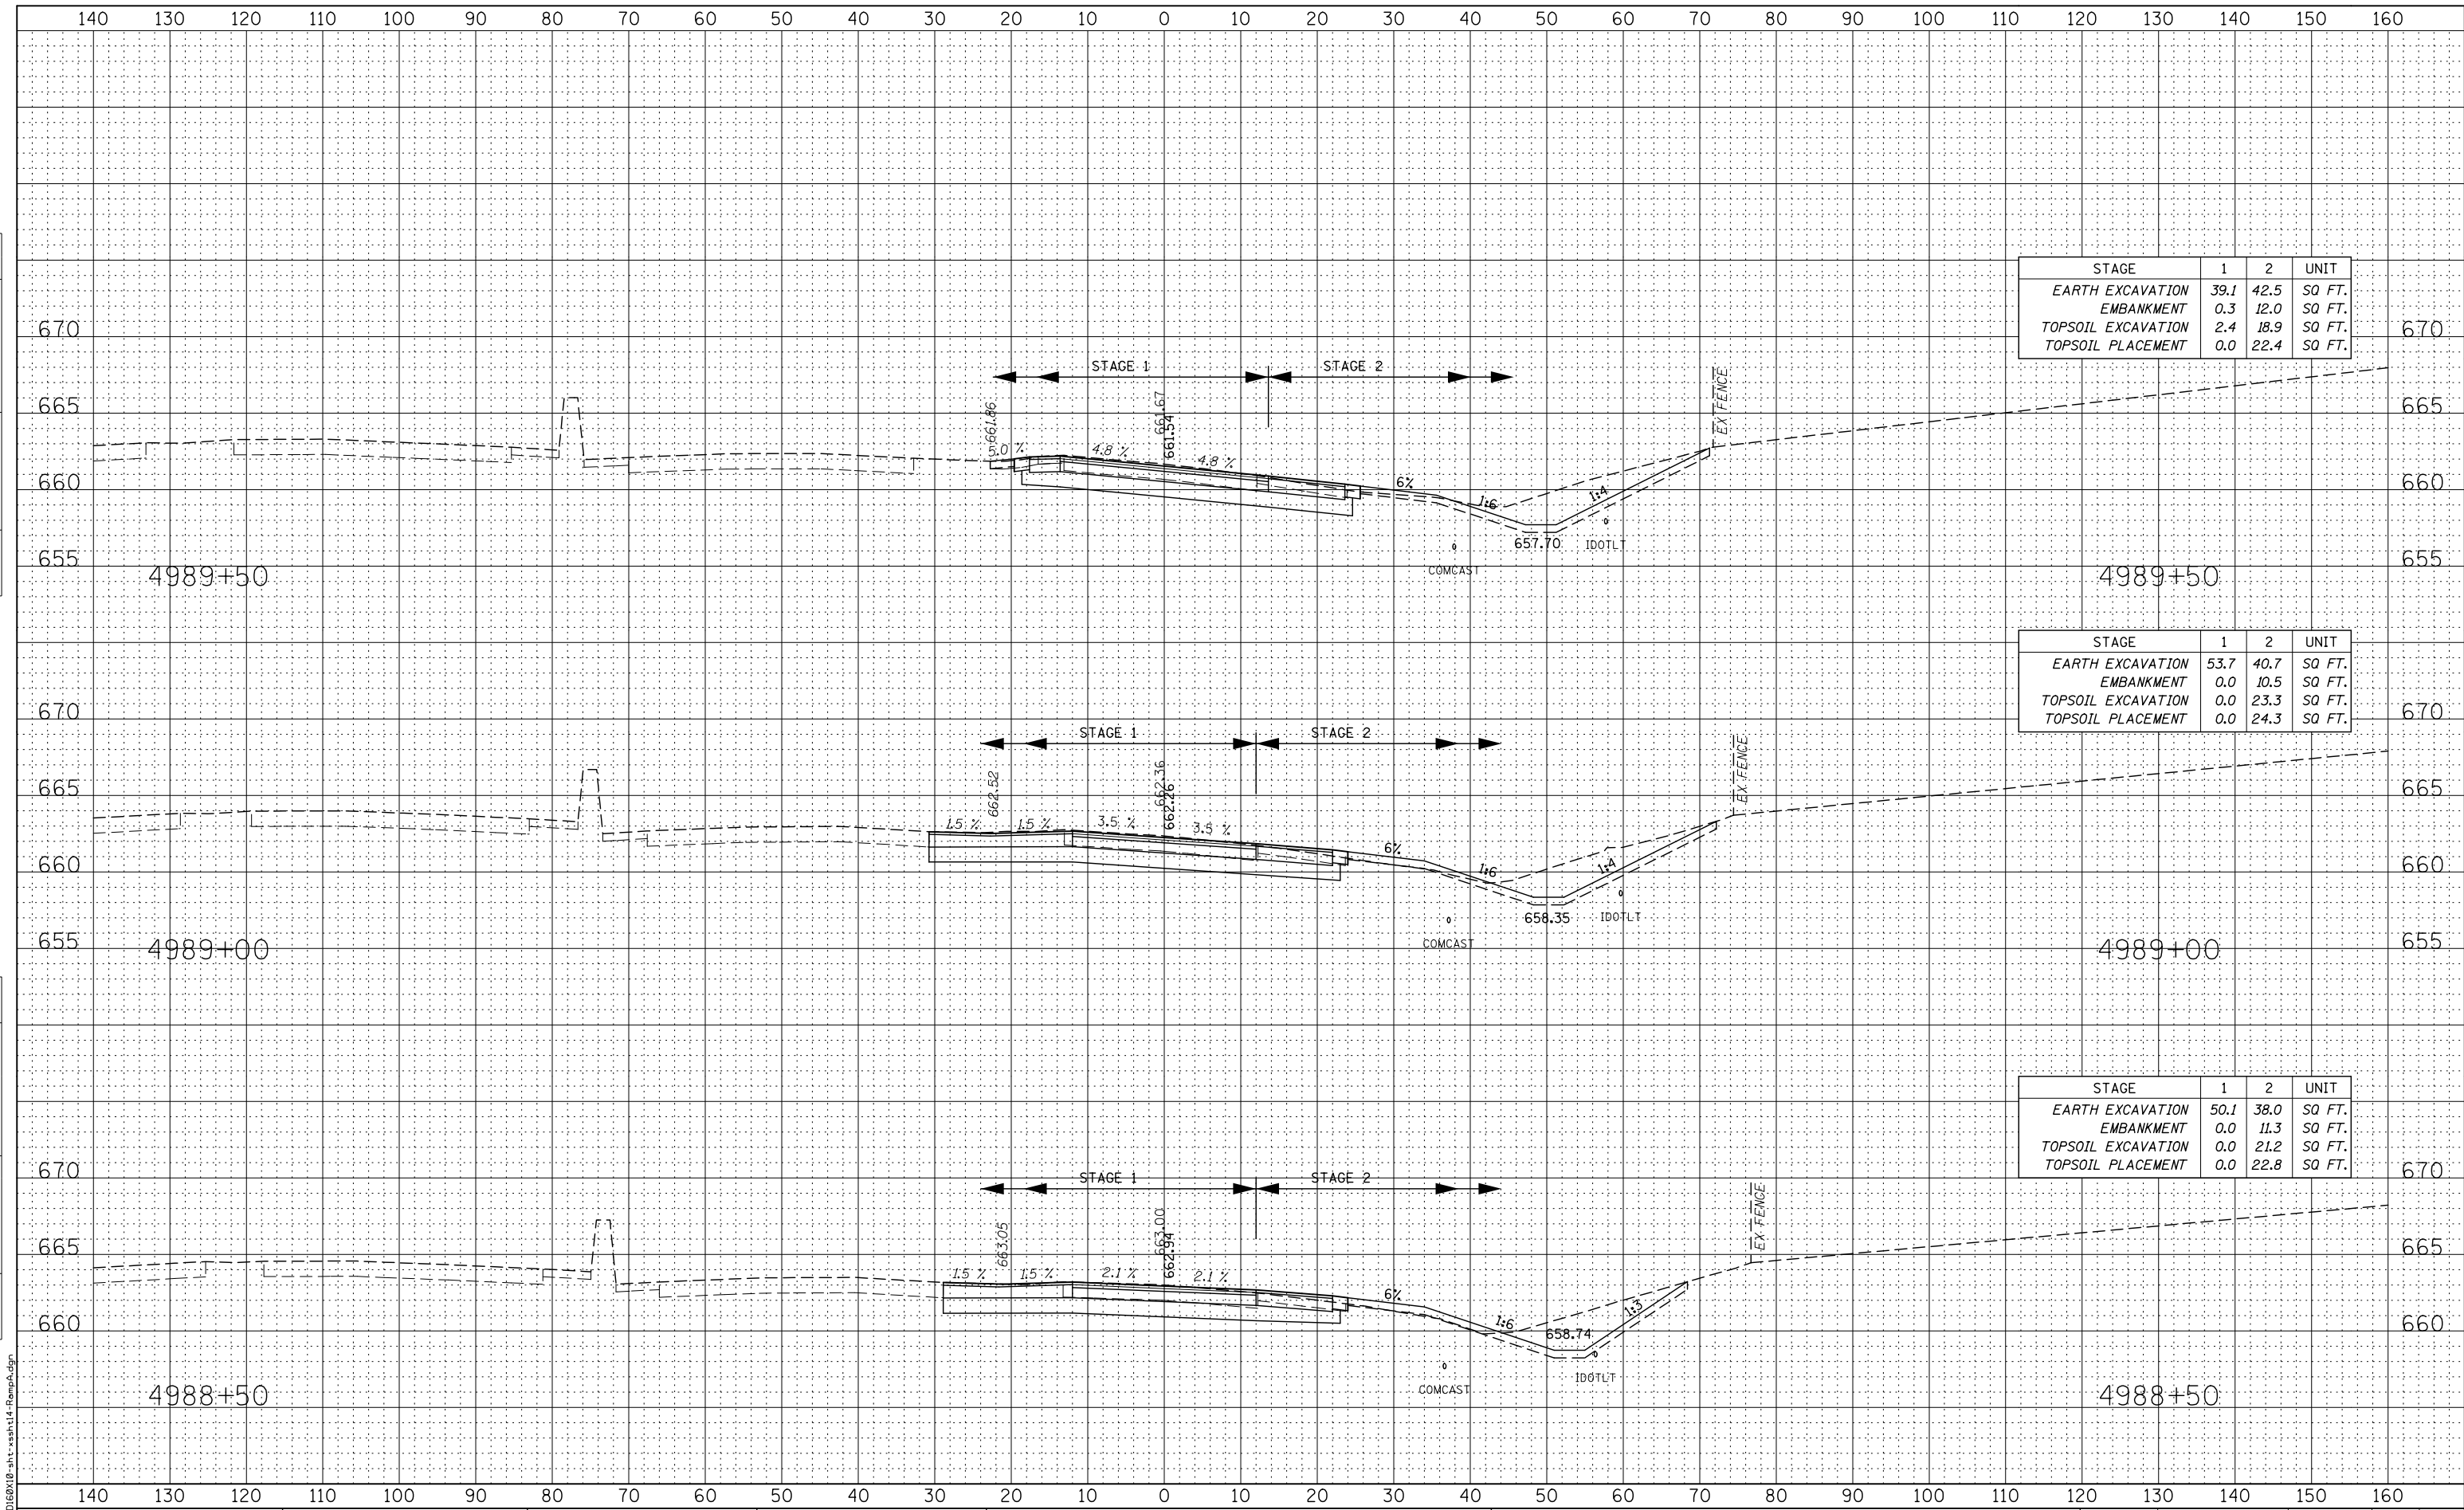 140 130 120 110 100 90 80 70 60 50 40 30 20 10 0 10 20 30 40 50 60 70 80 90 100 110 120 130 140 150 160
STAGE 1 2 UNIT
EARTH EXCAVATION 39.1 42.5 SQ FT.
EMBANKMENT 0.3 12.0 SQ FT.
TOPSOIL EXCAVATION 2.4 18.9 SQ FT.
TOPSOIL PLACEMENT 0.0 22.4 SQ FT.
670 670
STAGE 1 STAGE 2
EX FENCE
665 665
661.86
661.67
661.54
5.0 % 4.8 % 4.8 % 6% 1:6 1:4
660 660
657.70 IDOTLT
COMCAST
655 655
4989+50 4989+50
STAGE 1 2 UNIT
EARTH EXCAVATION 53.7 40.7 SQ FT.
EMBANKMENT 0.0 10.5 SQ FT.
TOPSOIL EXCAVATION 0.0 23.3 SQ FT.
TOPSOIL PLACEMENT 0.0 24.3 SQ FT.
670 670
STAGE 1 STAGE 2
EX FENCE
665 665
662.52
662.36
662.26
1.5 % 1.5 % 3.5 % 3.5 % 6% 1:6 1:4
660 660
658.35 IDOTLT
COMCAST
655 655
4989+00 4989+00
STAGE 1 2 UNIT
EARTH EXCAVATION 50.1 38.0 SQ FT.
EMBANKMENT 0.0 11.3 SQ FT.
TOPSOIL EXCAVATION 0.0 21.2 SQ FT.
TOPSOIL PLACEMENT 0.0 22.8 SQ FT.
670 670
STAGE 1 STAGE 2
EX FENCE
665 665
663.05
663.00
662.94
1.5 % 1.5 % 2.1 % 2.1 % 6% 1:6 1:3
660 658.74 660
IDOTLT
COMCAST
4988+50 4988+50
D160X10-sht-xssht14-RampA.dgn
140 130 120 110 100 90 80 70 60 50 40 30 20 10 0 10 20 30 40 50 60 70 80 90 100 110 120 130 140 150 160